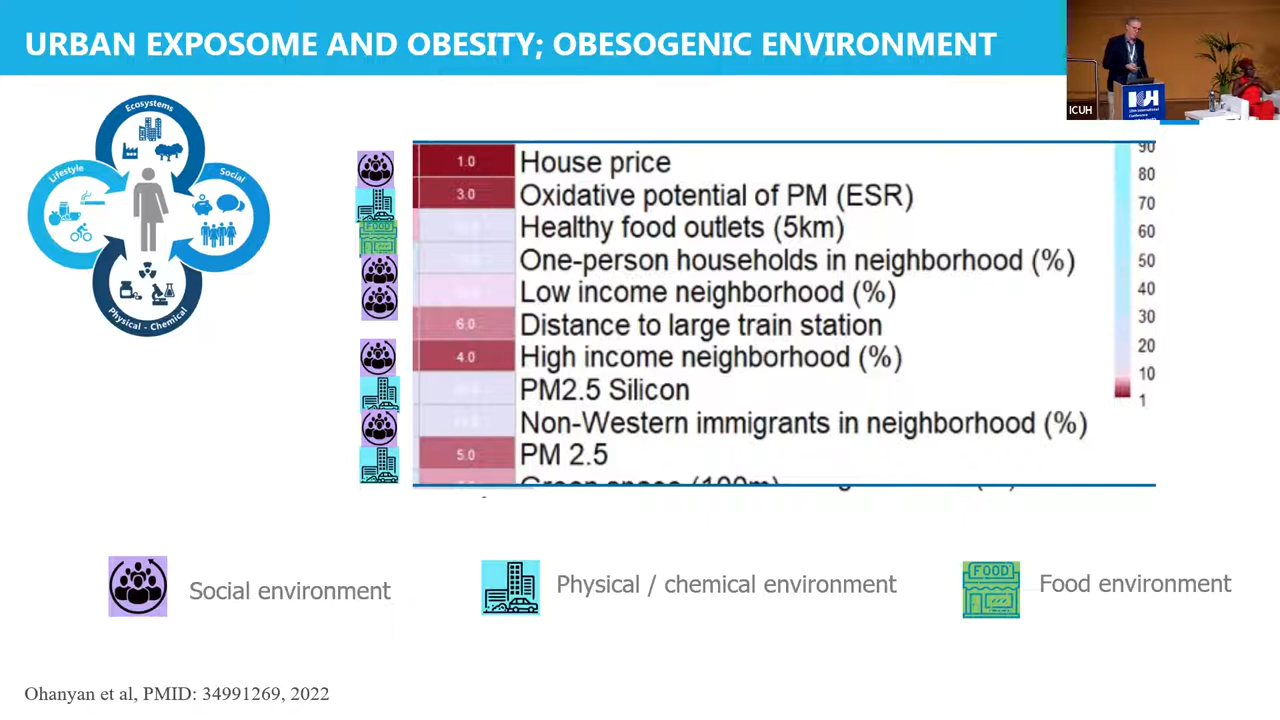 URBAN EXPOSOME AND OBESITY; OBESOGENIC ENVIRONMENT
ICUH
Ecosystems
Lifestyle
Social
Physical - Chemical
1.0 House price
3.0 Oxidative potential of PM (ESR)
Healthy food outlets (5km)
One-person households in neighborhood (%)
Low income neighborhood (%)
6.0 Distance to large train station
4.0 High income neighborhood (%)
PM2.5 Silicon
Non-Western immigrants in neighborhood (%)
5.0 PM 2.5
90
80
70
60
50
40
30
20
10
1
FOOD
Social environment
Physical / chemical environment
FOOD
Food environment
Ohanyan et al, PMID: 34991269, 2022